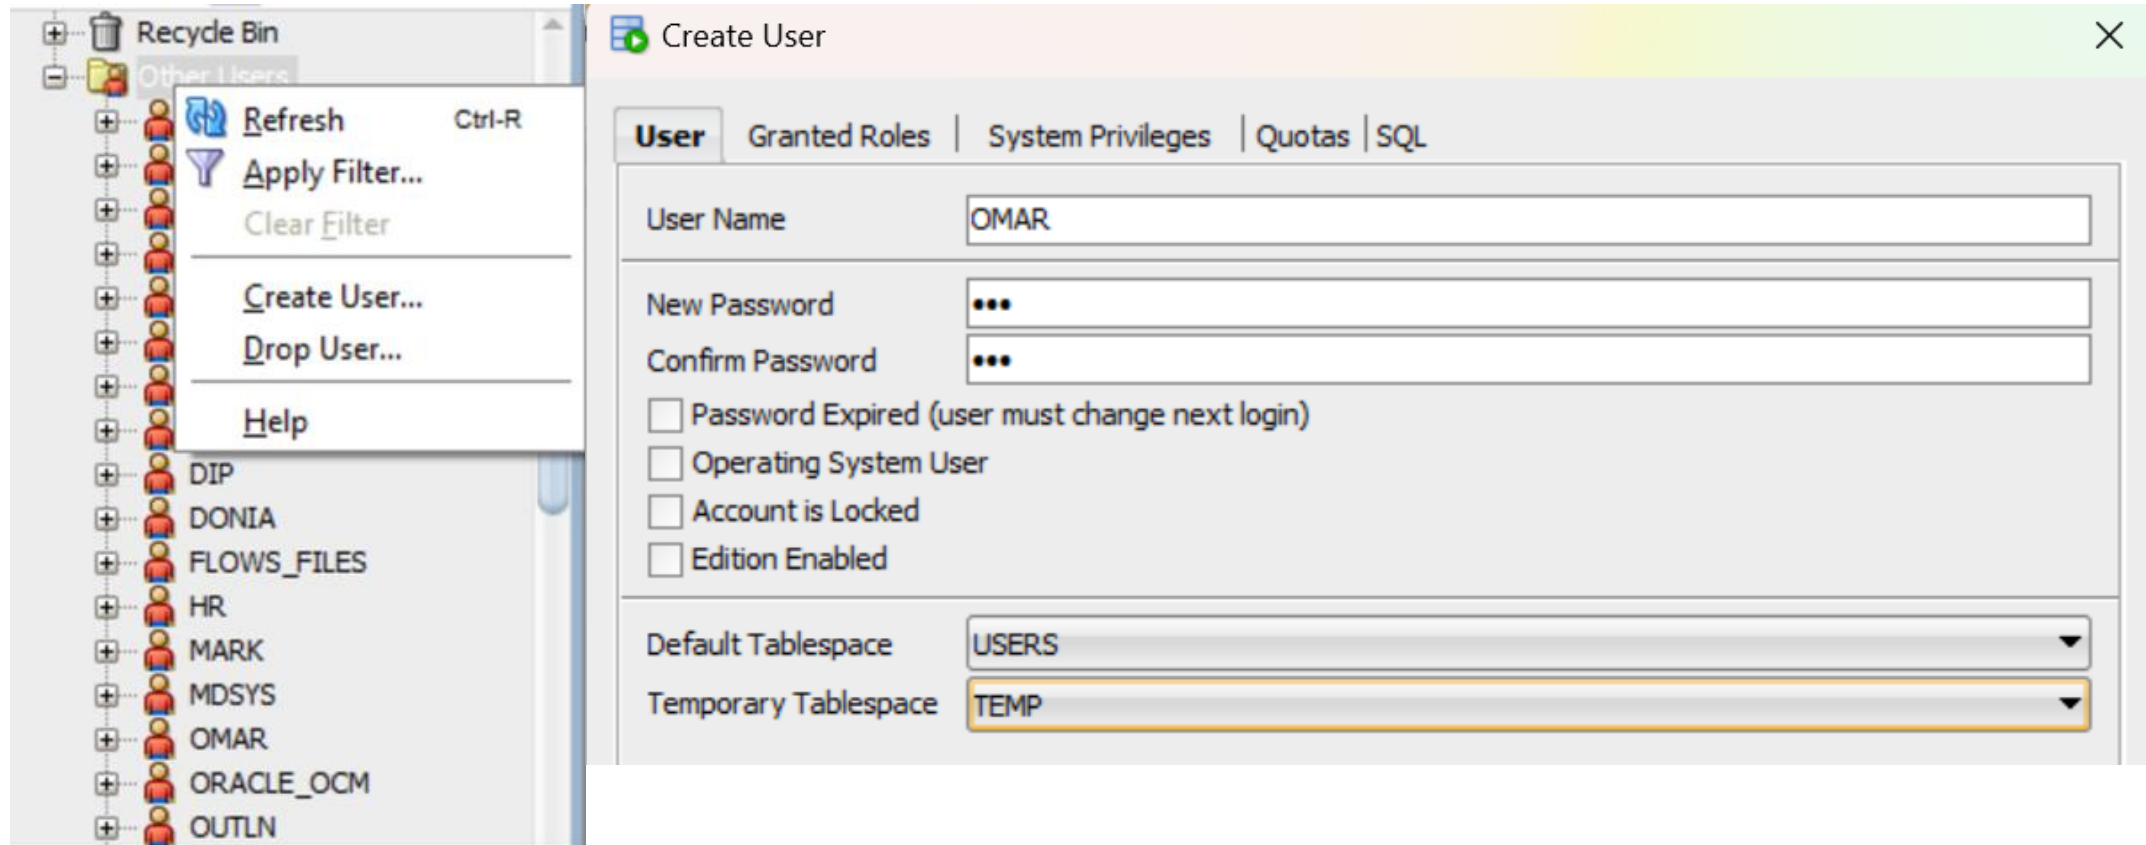 Recycle Bin
Other Users
Refresh Ctrl-R
Apply Filter...
Clear Filter
Create User...
Drop User...
Help
DIP
DONIA
FLOWS_FILES
HR
MARK
MDSYS
OMAR
ORACLE_OCM
OUTLN
Create User
User Granted Roles System Privileges Quotas SQL
User Name OMAR
New Password •••
Confirm Password •••
Password Expired (user must change next login)
Operating System User
Account is Locked
Edition Enabled
Default Tablespace USERS
Temporary Tablespace TEMP